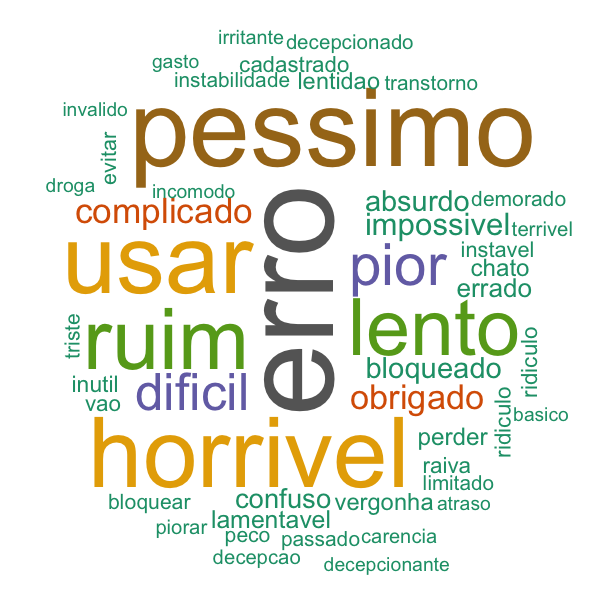 irritante
decepcionado
gasto
cadastrado
instabilidade
lentidao
transtorno
invalido
pessimo
evitar
droga
incomodo
complicado
erro
absurdo
demorado
impossivel
terrivel
usar
pior
instavel
chato
errado
triste
ruim
lento
ridiculo
bloqueado
inutil
dificil
vao
obrigado
ridiculo
basico
horrivel
perder
raiva
limitado
bloquear
confuso
vergonha
atraso
lamentavel
piorar
peco
passado
carencia
decepcao
decepcionante